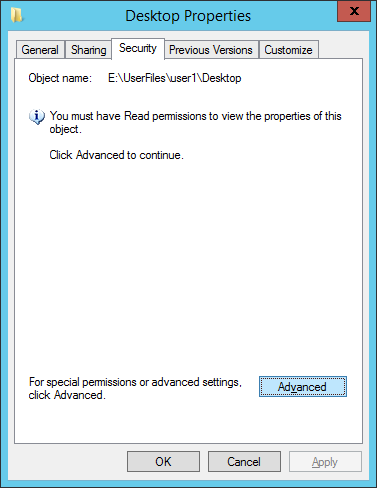 Desktop Properties
x
General Sharing Security Previous Versions Customize
Object name: E:\UserFiles\user1\Desktop
You must have Read permissions to view the properties of this
object.
Click Advanced to continue.
For special permissions or advanced settings,
click Advanced.
Advanced
OK Cancel Apply